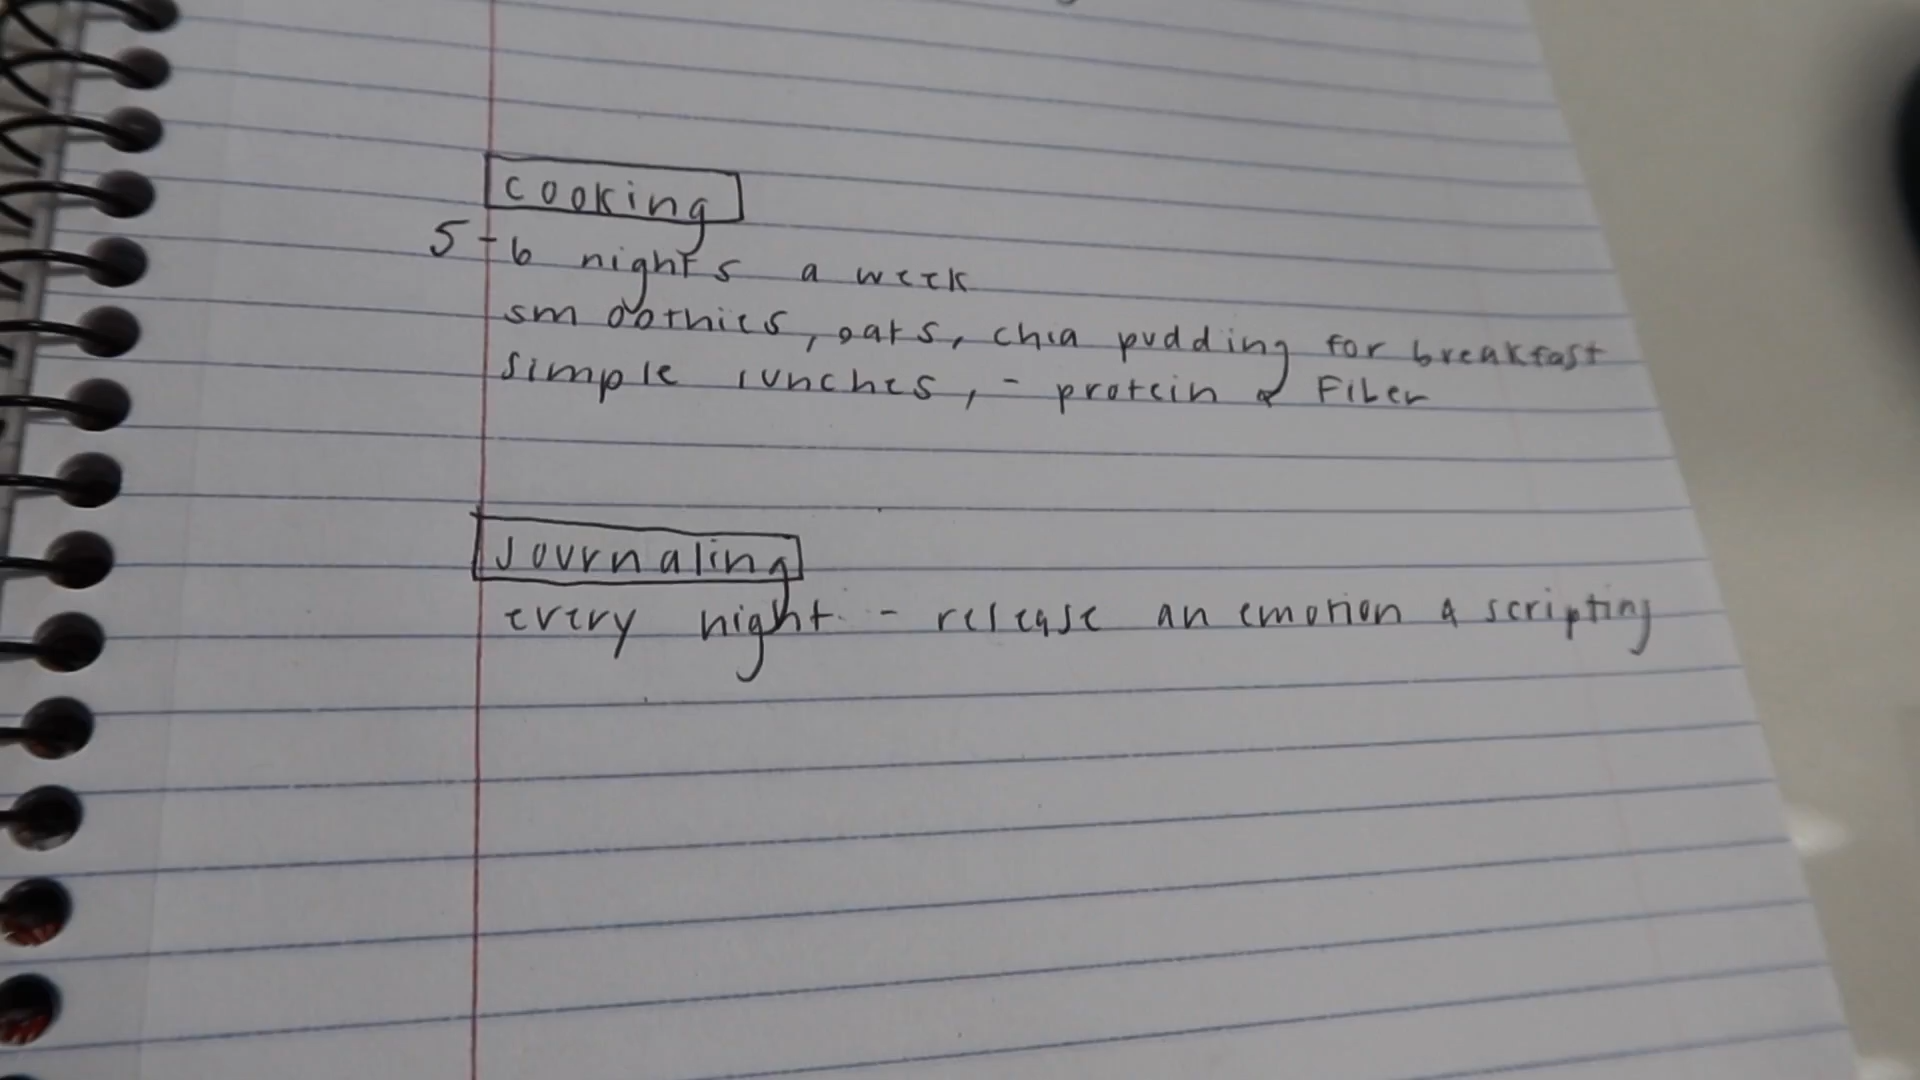 cooking
5-6 nights a week
smoothies, oats, chia pudding for breakfast
simple lunches, - protein & Fiber
Journaling
every night - release an emotion & scripting